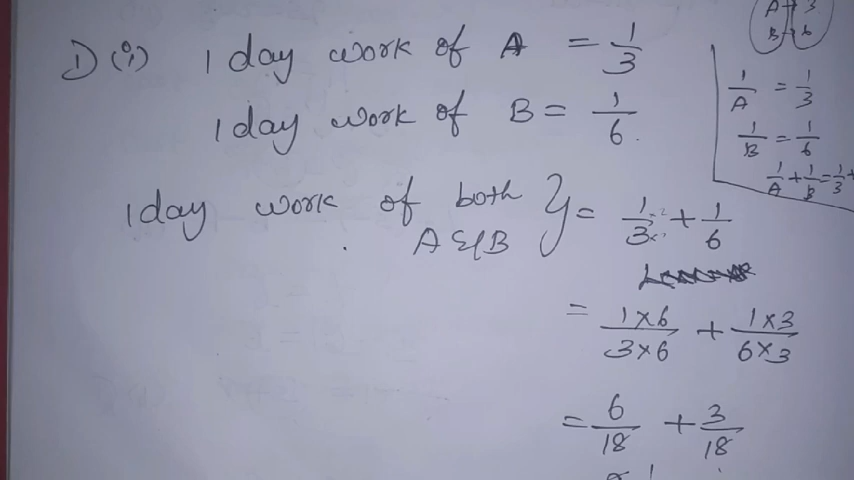 1) (i) 1 day work of A = 1/3
1 day work of B = 1/6.
1 day work of both A & B } = 1/3 + 1/6
= 1×6/3×6 + 1×3/6×3
= 6/18 + 3/18
A 3
B 6
1/A = 1/3
1/B = 1/6
1/A + 1/B = 1/3 +